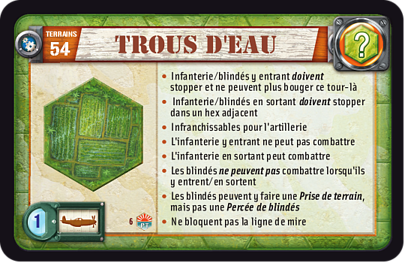 TERRAINS
54
TROUS D'EAU
?
• Infanterie/blindés y entrant doivent
stopper et ne peuvent plus bouger ce tour-là
• Infanterie/blindés en sortant doivent stopper
dans un hex adjacent
• Infranchissables pour l'artillerie
• L'infanterie y entrant ne peut pas combattre
• L'infanterie en sortant peut combattre
• Les blindés ne peuvent pas combattre lorsqu'ils
y entrent/en sortent
• Les blindés peuvent y faire une Prise de terrain,
mais pas une Percée de blindés
• Ne bloquent pas la ligne de mire
1
6